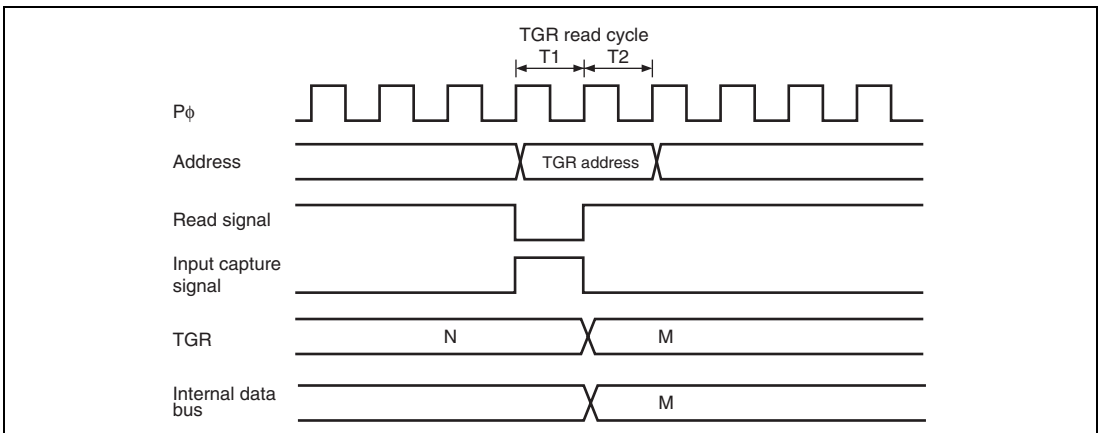 TGR read cycle
T1 T2
Pϕ
Address
TGR address
Read signal
Input capture
signal
TGR
N
M
Internal data
bus
M